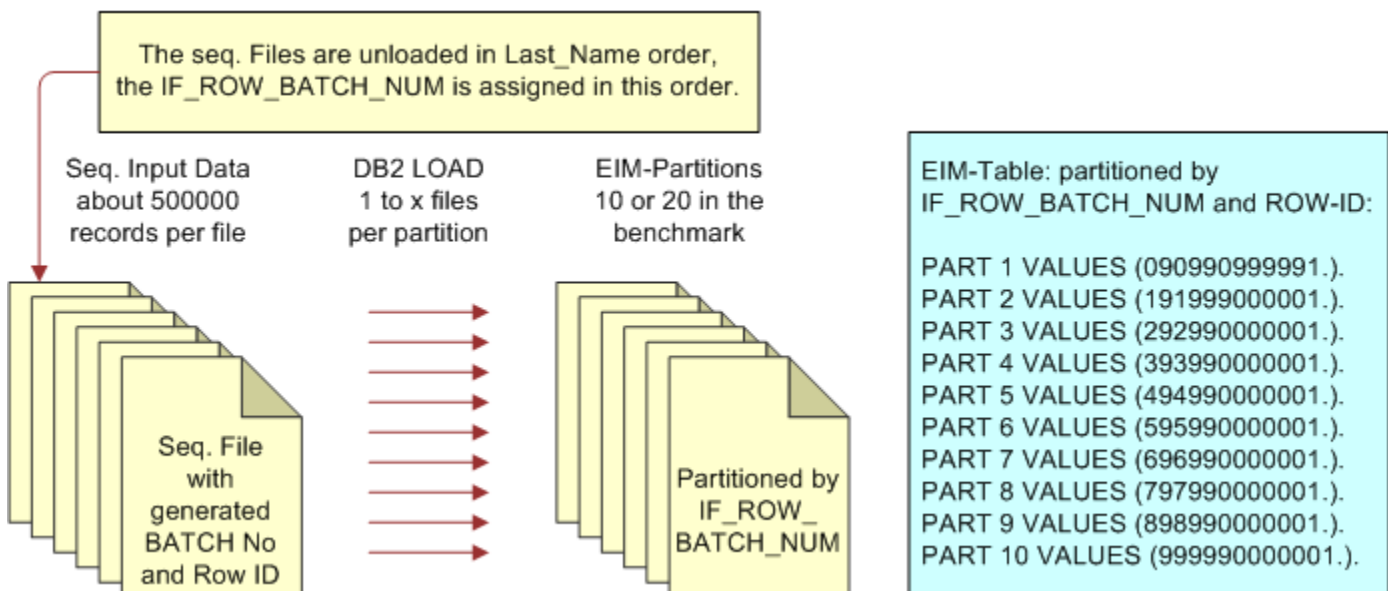 The seq. Files are unloaded in Last_Name order,
the IF_ROW_BATCH_NUM is assigned in this order.
Seq. Input Data
about 500000
records per file
DB2 LOAD
1 to x files
per partition
EIM-Partitions
10 or 20 in the
benchmark
Seq. File
with
generated
BATCH No
and Row ID
Partitioned by
IF_ROW_
BATCH_NUM
EIM-Table: partitioned by
IF_ROW_BATCH_NUM and ROW-ID:
PART 1 VALUES (090990999991.).
PART 2 VALUES (191999000001.).
PART 3 VALUES (292990000001.).
PART 4 VALUES (393990000001.).
PART 5 VALUES (494990000001.).
PART 6 VALUES (595990000001.).
PART 7 VALUES (696990000001.).
PART 8 VALUES (797990000001.).
PART 9 VALUES (898990000001.).
PART 10 VALUES (999990000001.).